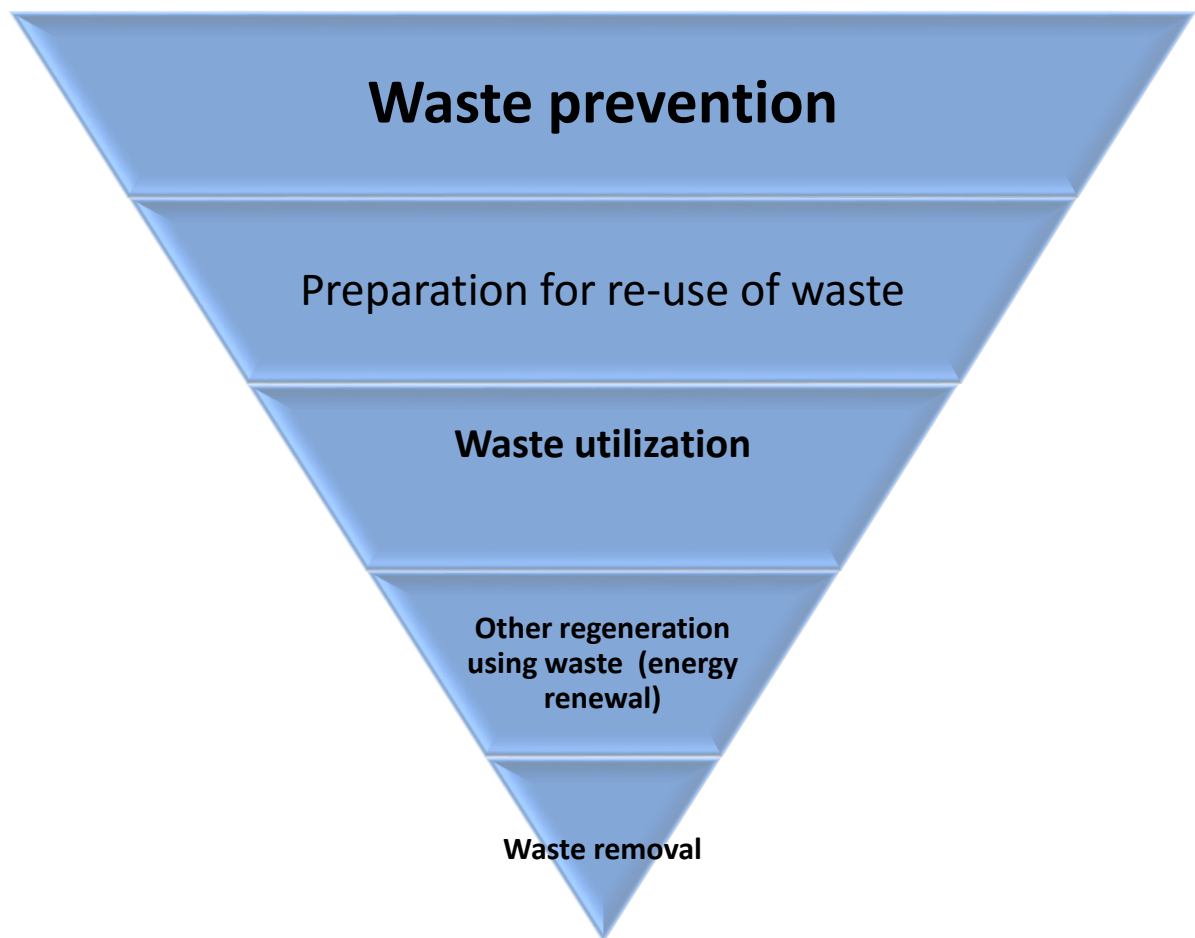 Waste prevention
Preparation for re-use of waste
Waste utilization
Other regeneration
using waste  (energy
renewal)
Waste removal